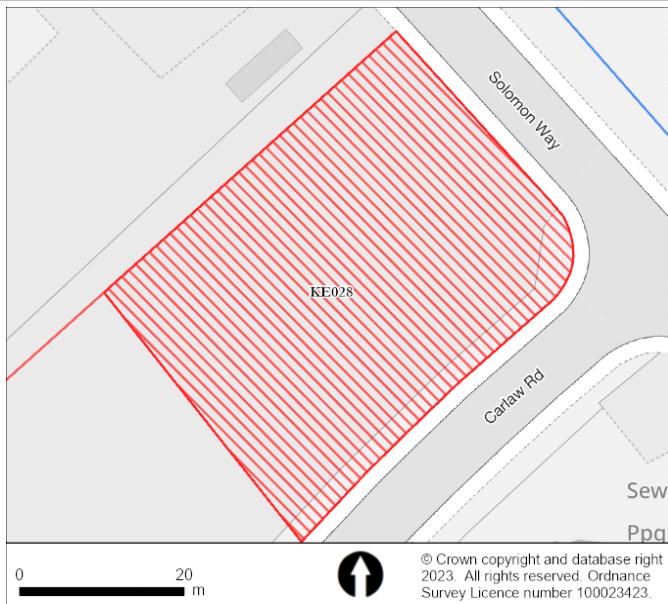 Solomon Way
KE028
Carlaw Rd
Sew
Ppg
0 20
m
© Crown copyright and database right
2023. All rights reserved. Ordnance
Survey Licence number 100023423.